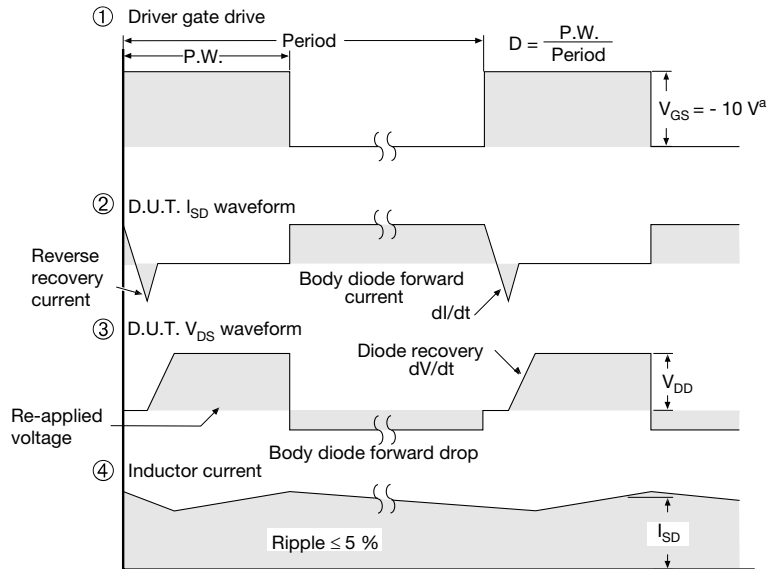 ① Driver gate drive
Period
P.W.
D = P.W. / Period
V_GS = - 10 V^a
② D.U.T. I_SD waveform
Reverse
recovery
current
Body diode forward
current
dI/dt
③ D.U.T. V_DS waveform
Diode recovery
dV/dt
V_DD
Re-applied
voltage
Body diode forward drop
④ Inductor current
Ripple ≤ 5 %
I_SD